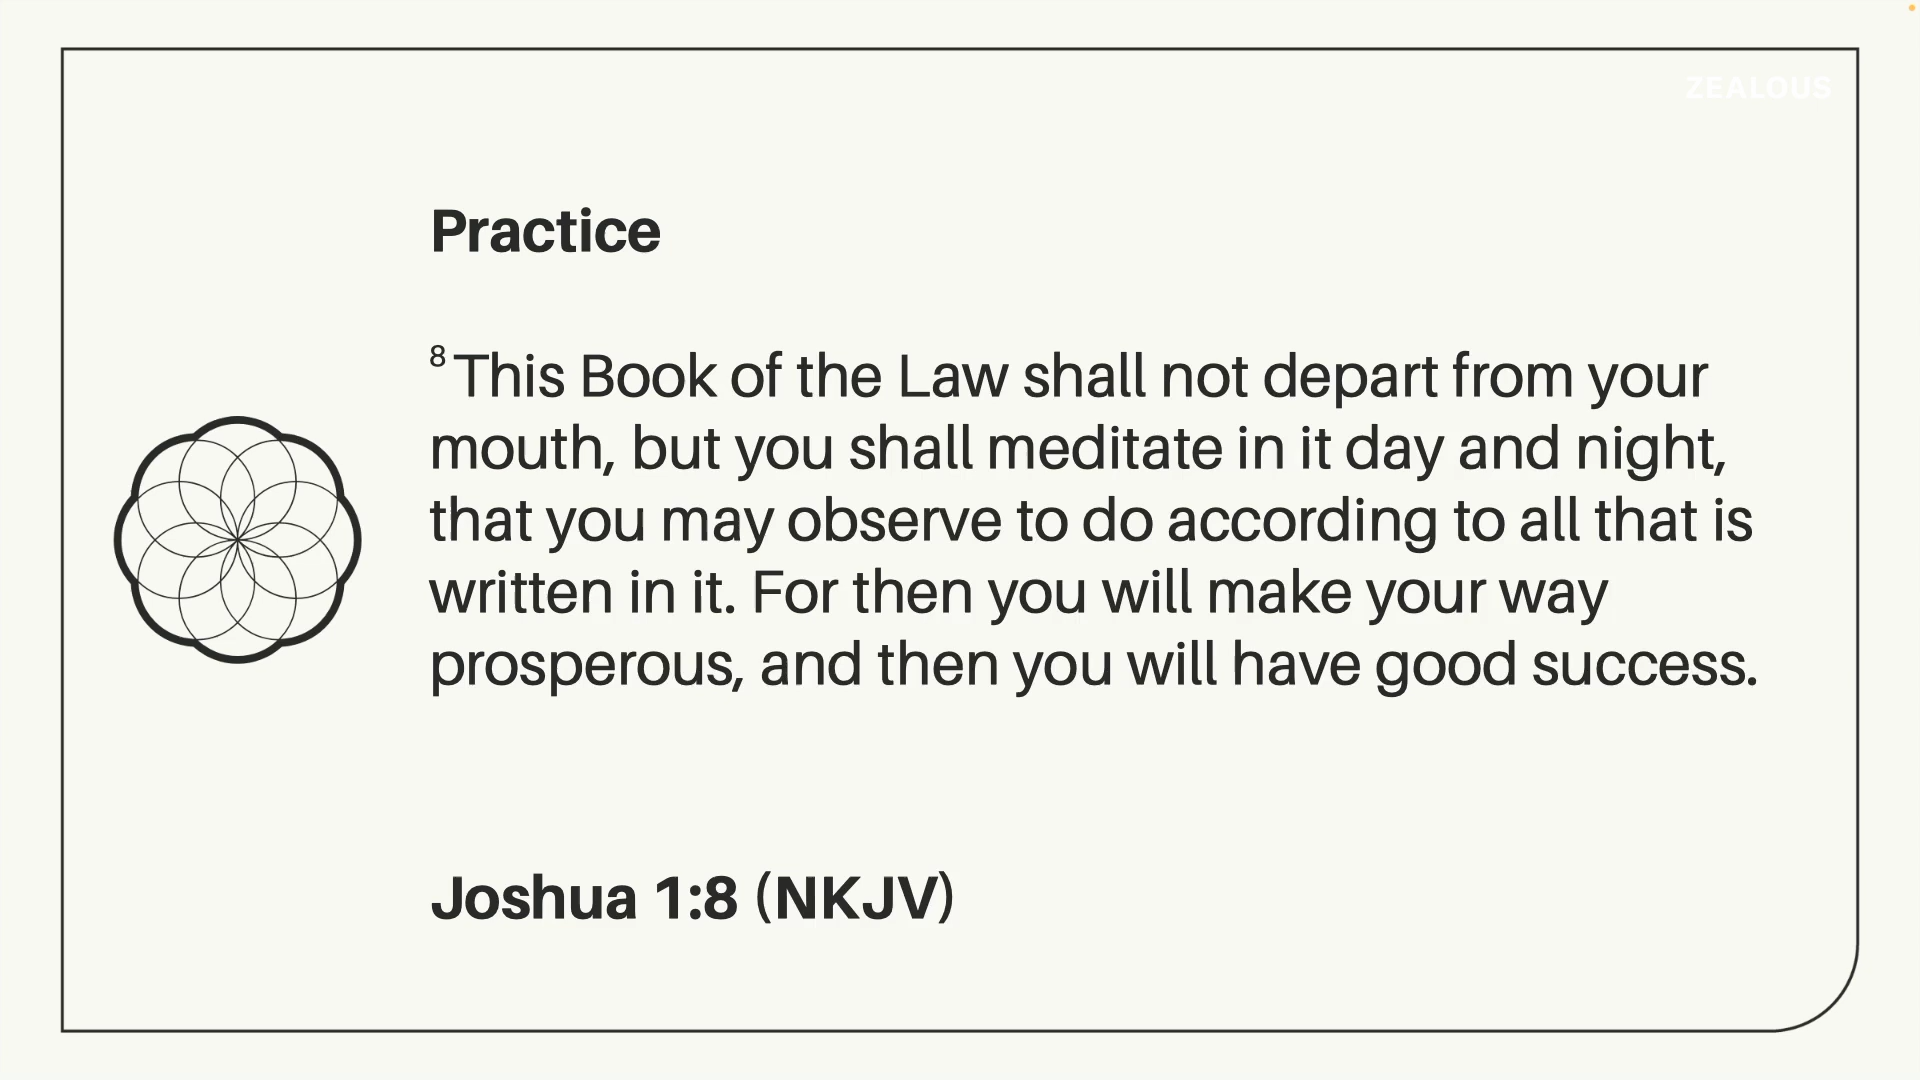 ZEALOUS
Practice
8 This Book of the Law shall not depart from your
mouth, but you shall meditate in it day and night,
that you may observe to do according to all that is
written in it. For then you will make your way
prosperous, and then you will have good success.
Joshua 1:8 (NKJV)